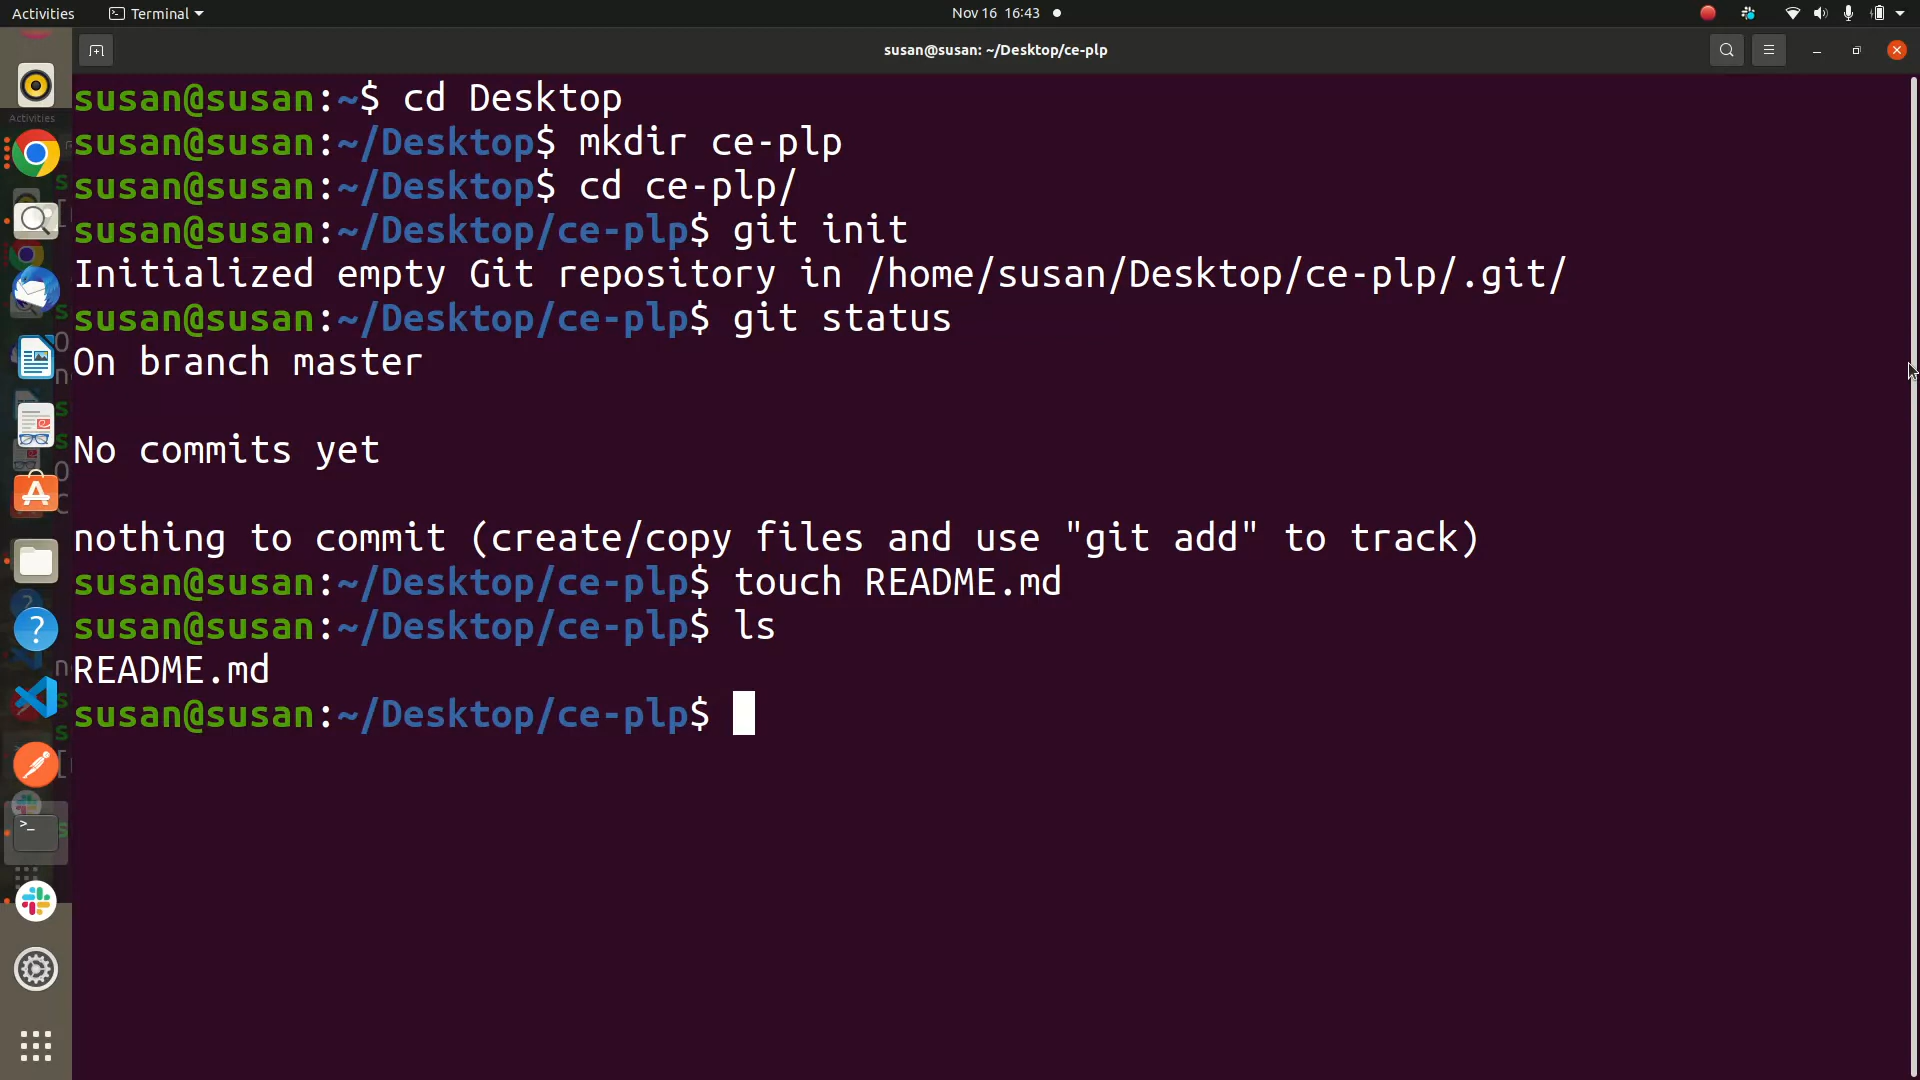 Activities
Terminal
Nov 16 16:43
susan@susan: ~/Desktop/ce-plp
susan@susan:~$ cd Desktop
susan@susan:~/Desktop$ mkdir ce-plp
susan@susan:~/Desktop$ cd ce-plp/
susan@susan:~/Desktop/ce-plp$ git init
Initialized empty Git repository in /home/susan/Desktop/ce-plp/.git/
susan@susan:~/Desktop/ce-plp$ git status
On branch master
No commits yet
nothing to commit (create/copy files and use "git add" to track)
susan@susan:~/Desktop/ce-plp$ touch README.md
susan@susan:~/Desktop/ce-plp$ ls
README.md
susan@susan:~/Desktop/ce-plp$
Activities